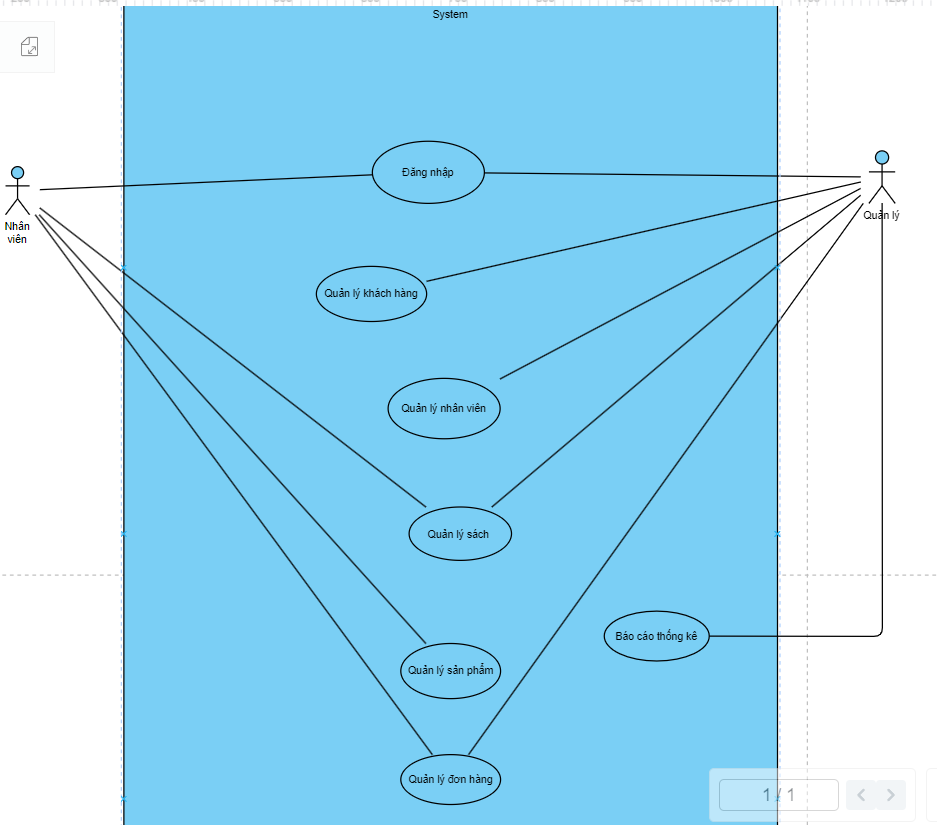 System
Đăng nhập
Nhân
viên
Quản lý
Quản lý khách hàng
Quản lý nhân viên
Quản lý sách
Báo cáo thống kê
Quản lý sản phẩm
Quản lý đơn hàng
1 / 1